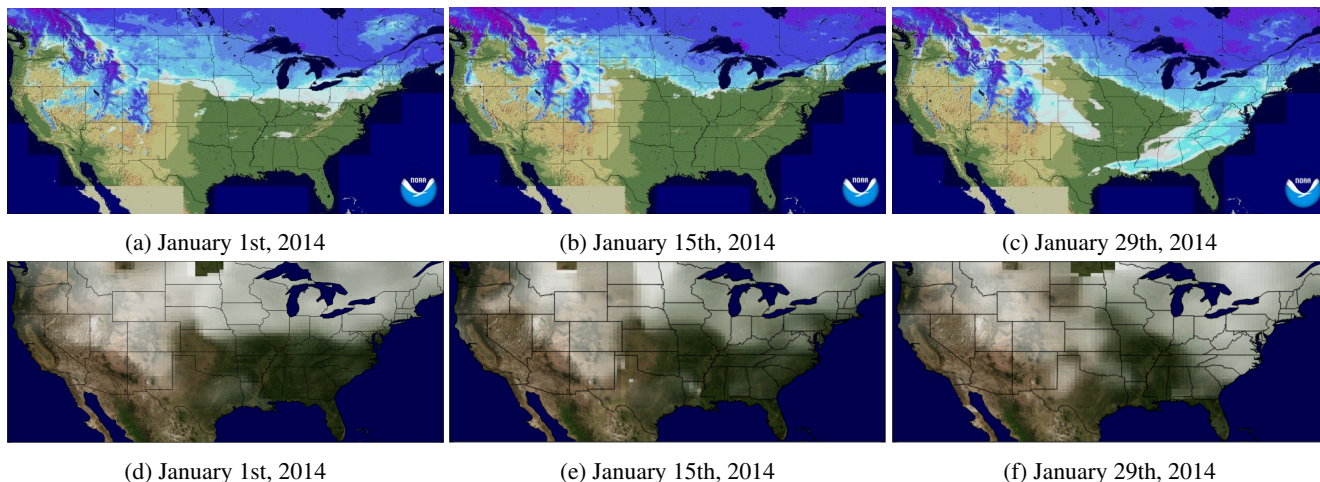 NOAA
NOAA
NOAA
(a) January 1st, 2014
(b) January 15th, 2014
(c) January 29th, 2014
(d) January 1st, 2014
(e) January 15th, 2014
(f) January 29th, 2014